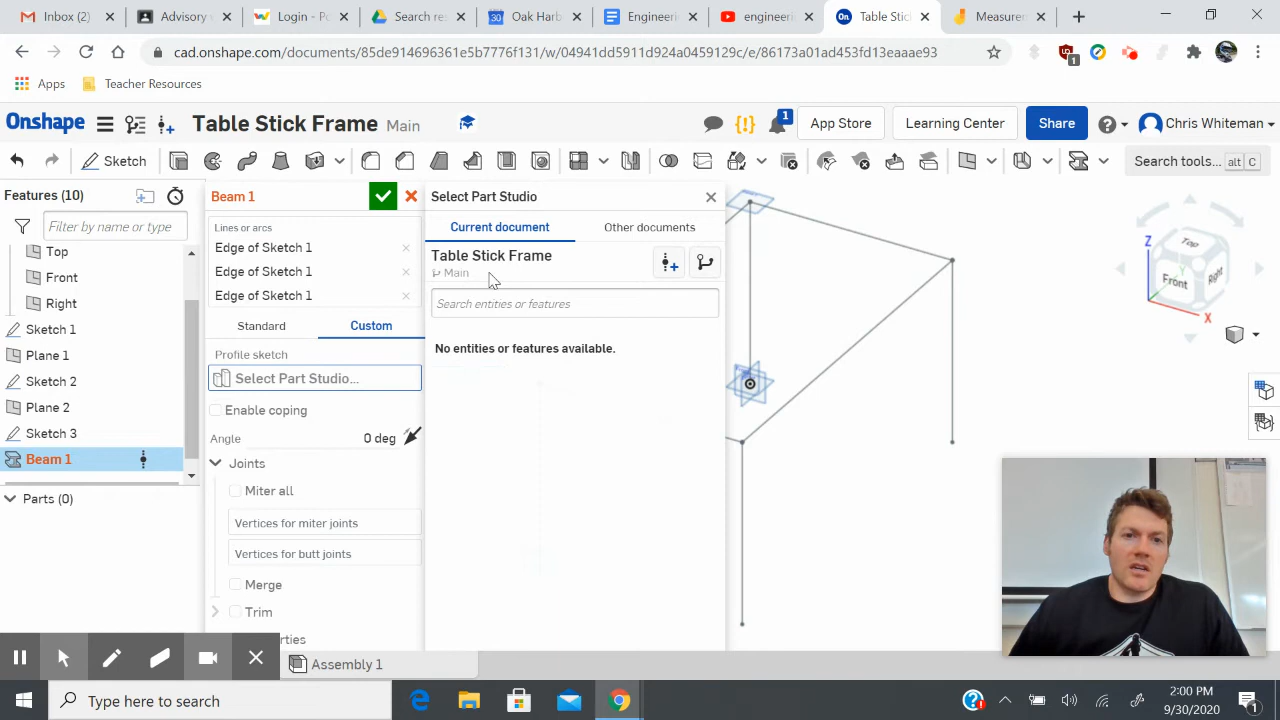 Inbox (2)
Advisory
Login - Po
Search re
Oak Harb
Engineeri
engineeri
Table Stic
Measurem
cad.onshape.com/documents/85de914696361e5b7776f131/w/04941dd5911d924a0459129c/e/86173a01ad453fd13eaaae93
1
Apps
Teacher Resources
Onshape
Table Stick Frame Main
1
App Store
Learning Center
Share
Chris Whiteman
Sketch
Search tools...
alt C
Features (10)
Filter by name or type
Top
Front
Right
Sketch 1
Plane 1
Sketch 2
Plane 2
Sketch 3
Beam 1
Parts (0)
Beam 1
Lines or arcs
Edge of Sketch 1
Edge of Sketch 1
Edge of Sketch 1
Standard
Custom
Profile sketch
Select Part Studio...
Enable coping
Angle 0 deg
Joints
Miter all
Vertices for miter joints
Vertices for butt joints
Merge
Trim
erties
Select Part Studio
Current document
Other documents
Table Stick Frame
Main
Search entities or features
No entities or features available.
Z
Y
X
Top
Front
Right
Assembly 1
Type here to search
2:00 PM
9/30/2020
1